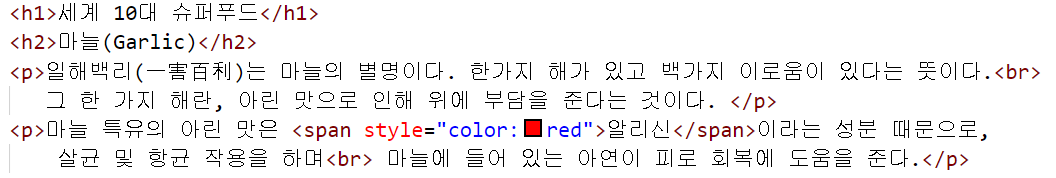 <h1>세계 10대 슈퍼푸드</h1>
<h2>마늘(Garlic)</h2>
<p>일해백리(一害百利)는 마늘의 별명이다. 한가지 해가 있고 백가지 이로움이 있다는 뜻이다.<br>
그 한 가지 해란, 아린 맛으로 인해 위에 부담을 준다는 것이다. </p>
<p>마늘 특유의 아린 맛은 <span style="color:red">알리신</span>이라는 성분 때문으로,
살균 및 항균 작용을 하며<br> 마늘에 들어 있는 아연이 피로 회복에 도움을 준다.</p>